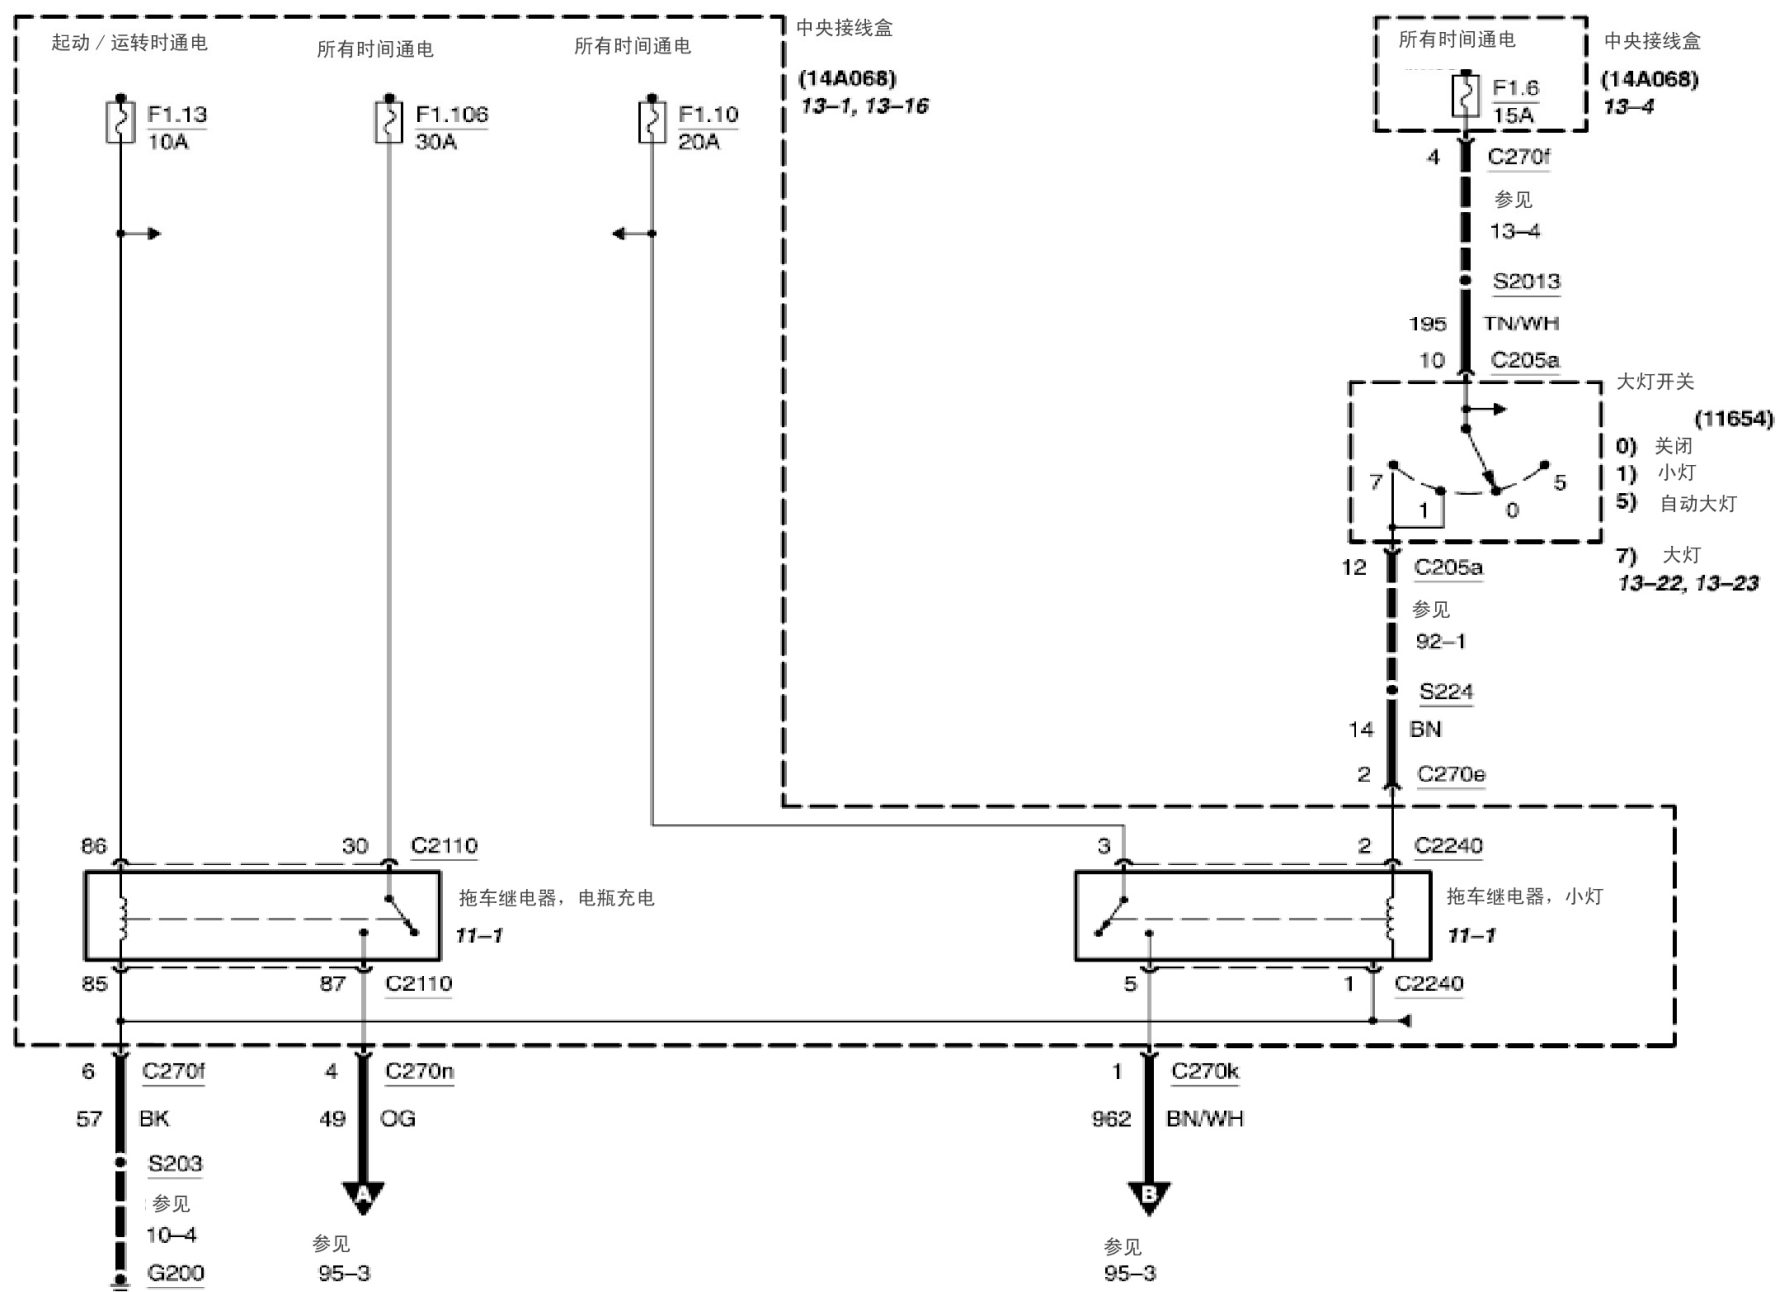 起动 / 运转时通电
所有时间通电
所有时间通电
中央接线盒
(14A068)
13–1, 13–16
F1.13
10A
F1.106
30A
F1.10
20A
所有时间通电
中央接线盒
(14A068)
13–4
F1.6
15A
4
C270f
参见
13–4
S2013
195
TN/WH
10
C205a
大灯开关
(11654)
0) 关闭
1) 小灯
5) 自动大灯
7) 大灯
13–22, 13–23
7
1
0
5
12
C205a
参见
92–1
S224
14
BN
2
C270e
86
30
C2110
3
2
C2240
拖车继电器，电瓶充电
11–1
拖车继电器，小灯
11–1
85
87
C2110
5
1
C2240
6
C270f
4
C270n
1
C270k
57
BK
49
OG
962
BN/WH
S203
参见
10–4
G200
A
参见
95–3
B
参见
95–3